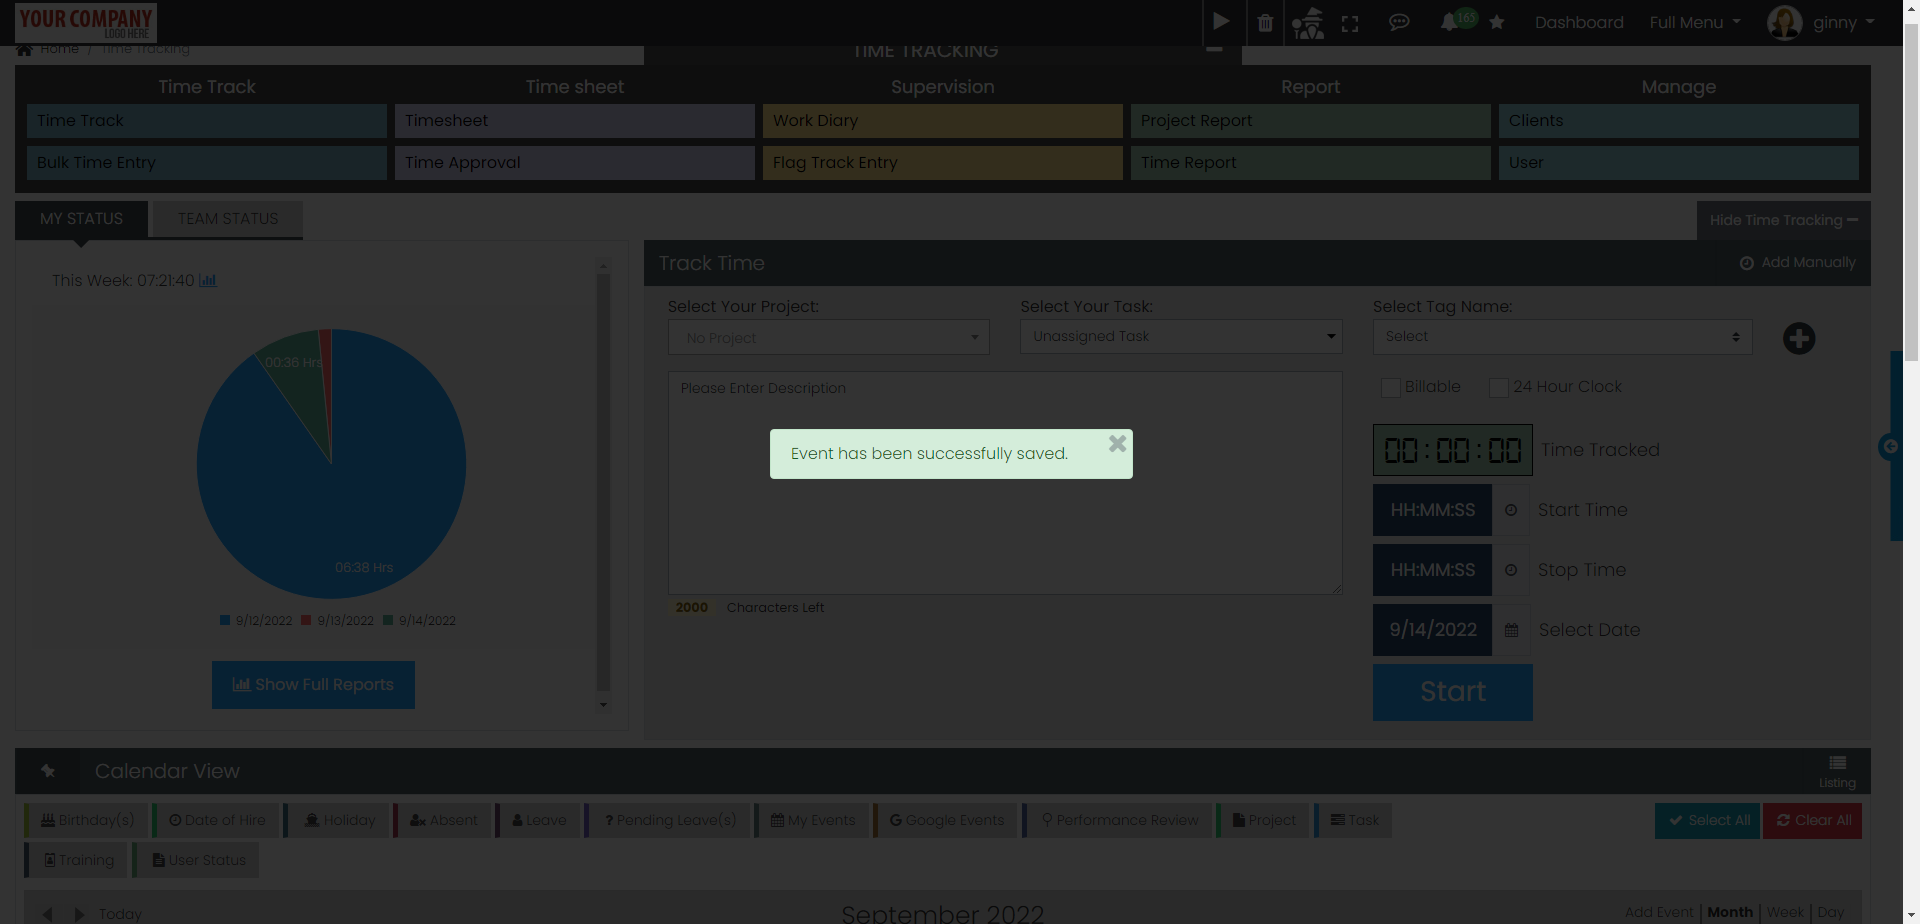 YOUR COMPANY
LOGO HERE
165
Dashboard
Full Menu
ginny
Home / Time Tracking
TIME TRACKING
Time Track
Time sheet
Supervision
Report
Manage
Time Track
Timesheet
Work Diary
Project Report
Clients
Bulk Time Entry
Time Approval
Flag Track Entry
Time Report
User
MY STATUS
TEAM STATUS
Hide Time Tracking
This Week: 07:21:40
00:36 Hrs
06:38 Hrs
9/12/2022
9/13/2022
9/14/2022
Show Full Reports
Track Time
Add Manually
Select Your Project:
Select Your Task:
Select Tag Name:
No Project
Unassigned Task
Select
Please Enter Description
Billable
24 Hour Clock
Event has been successfully saved.
00:00:00
Time Tracked
HH:MM:SS
Start Time
HH:MM:SS
Stop Time
2000 Characters Left
9/14/2022
Select Date
Start
Calendar View
Listing
Birthday(s)
Date of Hire
Holiday
Absent
Leave
Pending Leave(s)
My Events
Google Events
Performance Review
Project
Task
Select All
Clear All
Training
User Status
Today
September 2022
Add Event
Month
Week
Day